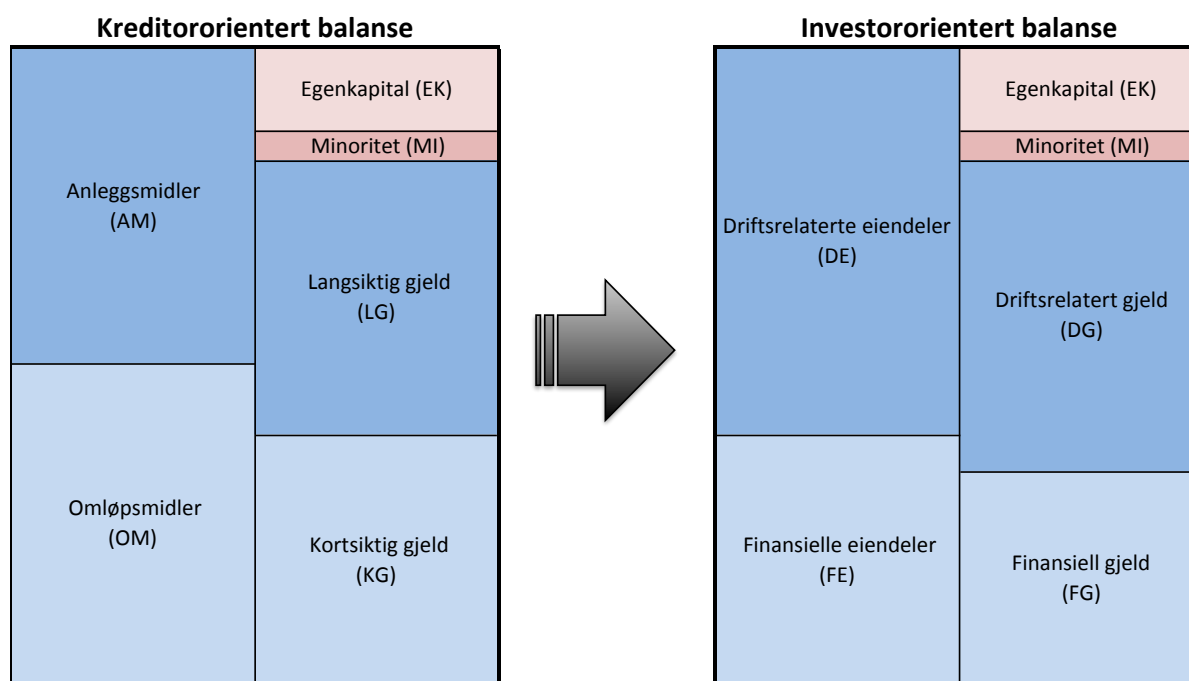 Kreditororientert balanse
Anleggsmidler
(AM)
Omløpsmidler
(OM)
Egenkapital (EK)
Minoritet (MI)
Langsiktig gjeld
(LG)
Kortsiktig gjeld
(KG)
Investororientert balanse
Driftsrelaterte eiendeler
(DE)
Finansielle eiendeler
(FE)
Egenkapital (EK)
Minoritet (MI)
Driftsrelatert gjeld
(DG)
Finansiell gjeld
(FG)